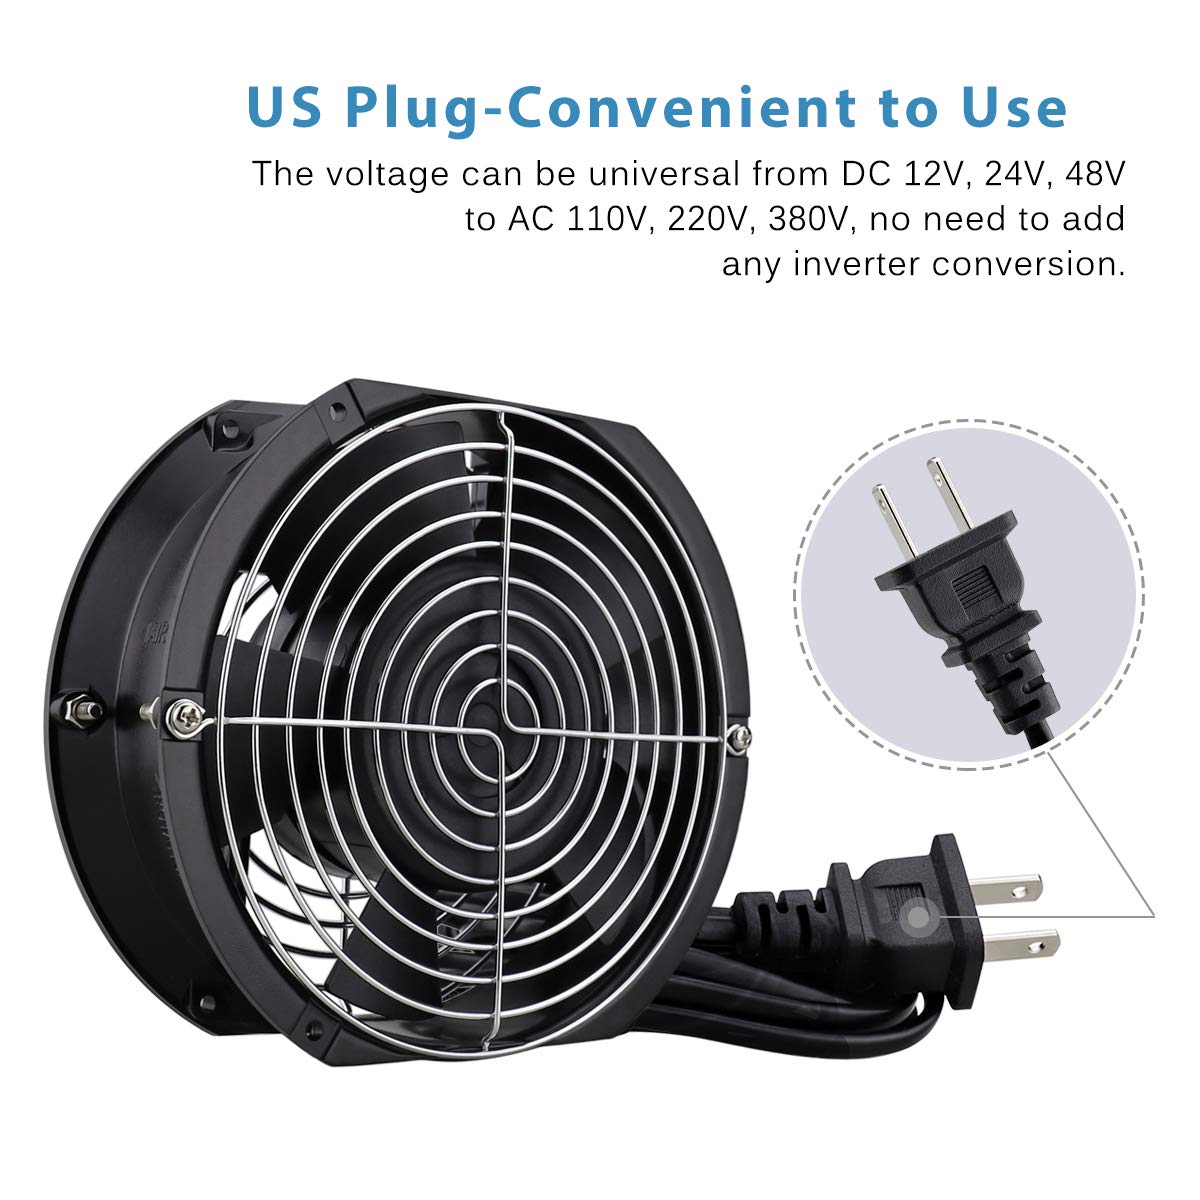 US Plug-Convenient to Use
The voltage can be universal from DC 12V, 24V, 48V
to AC 110V, 220V, 380V, no need to add
any inverter conversion.
AIR